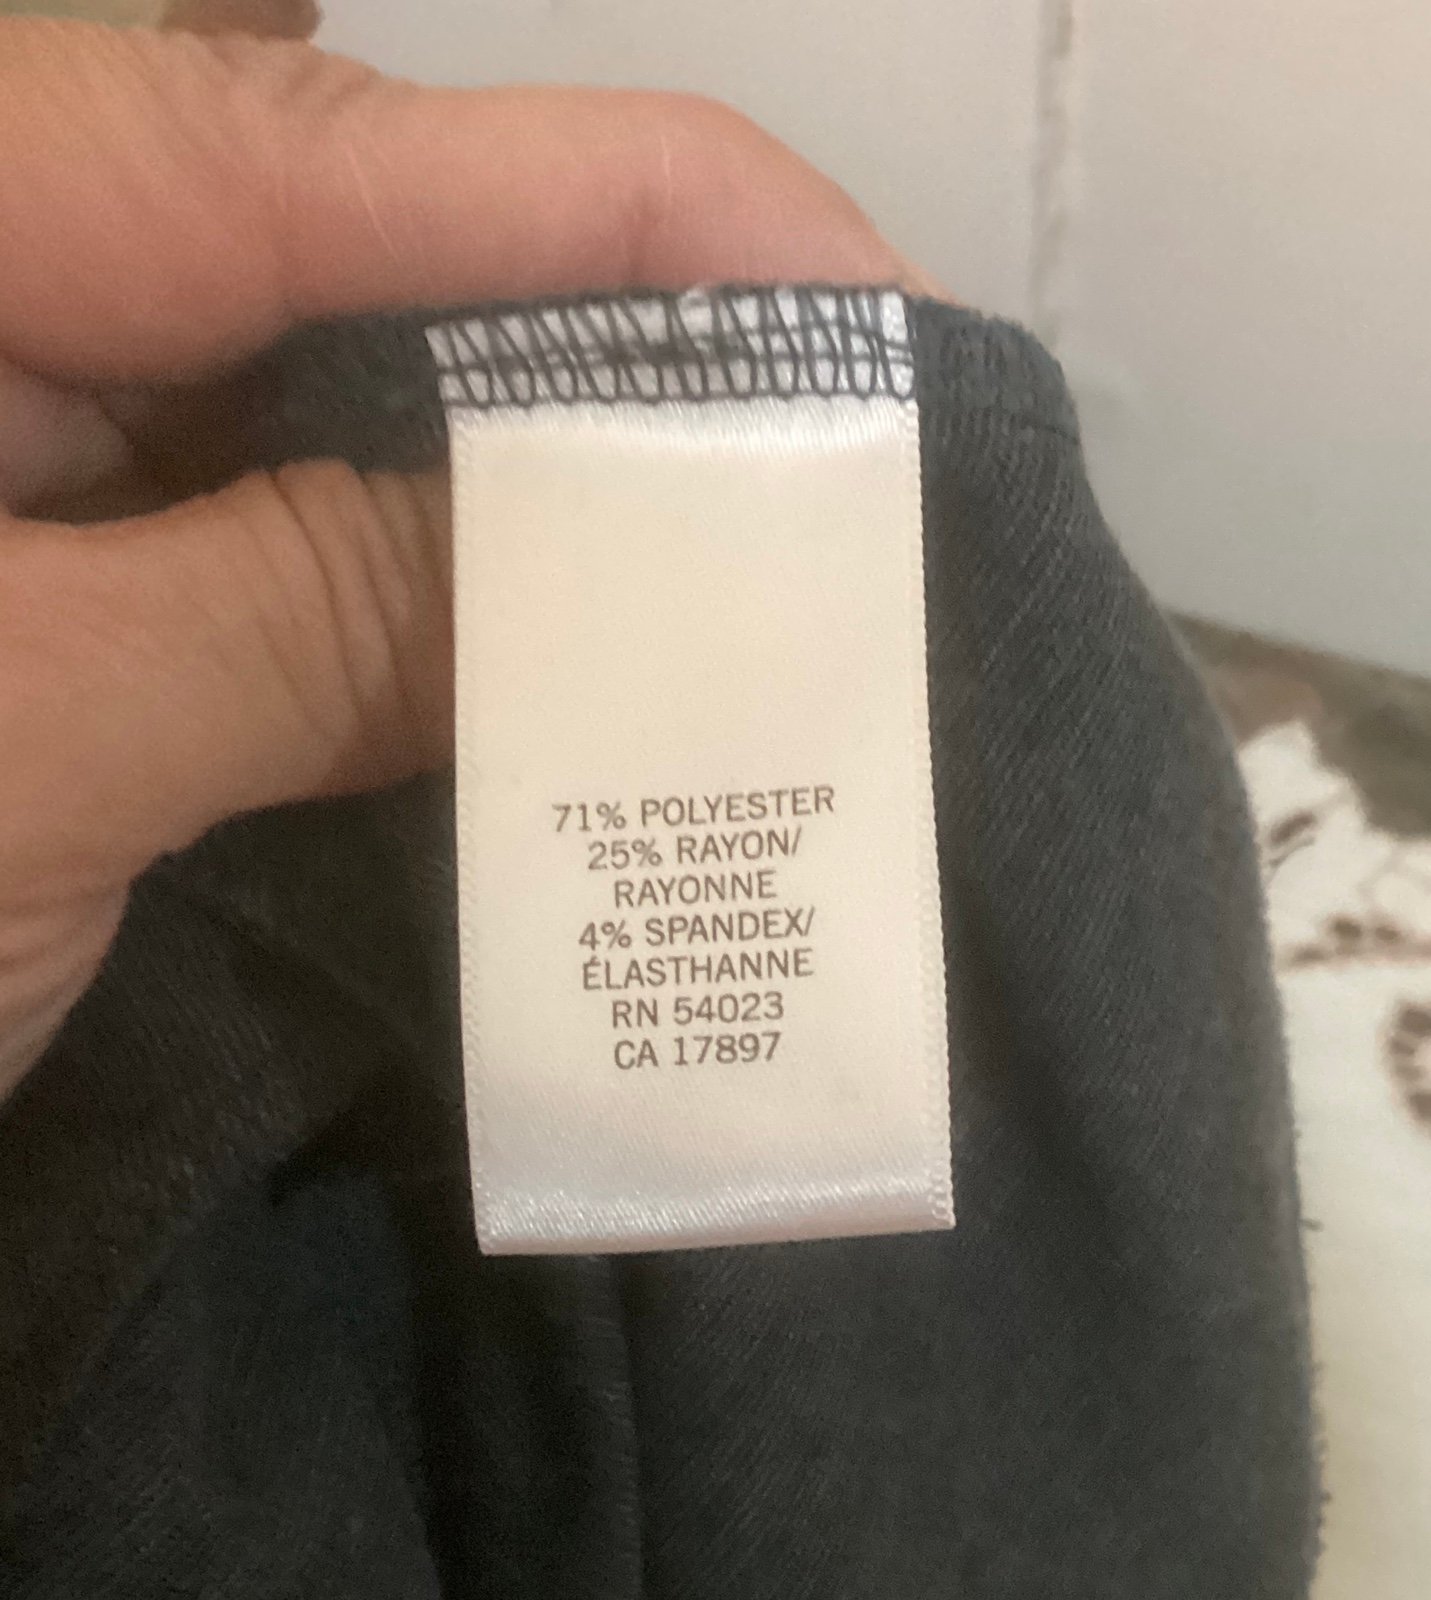 71% POLYESTER
25% RAYON/
RAYONNE
4% SPANDEX/
ÉLASTHANNE
RN 54023
CA 17897